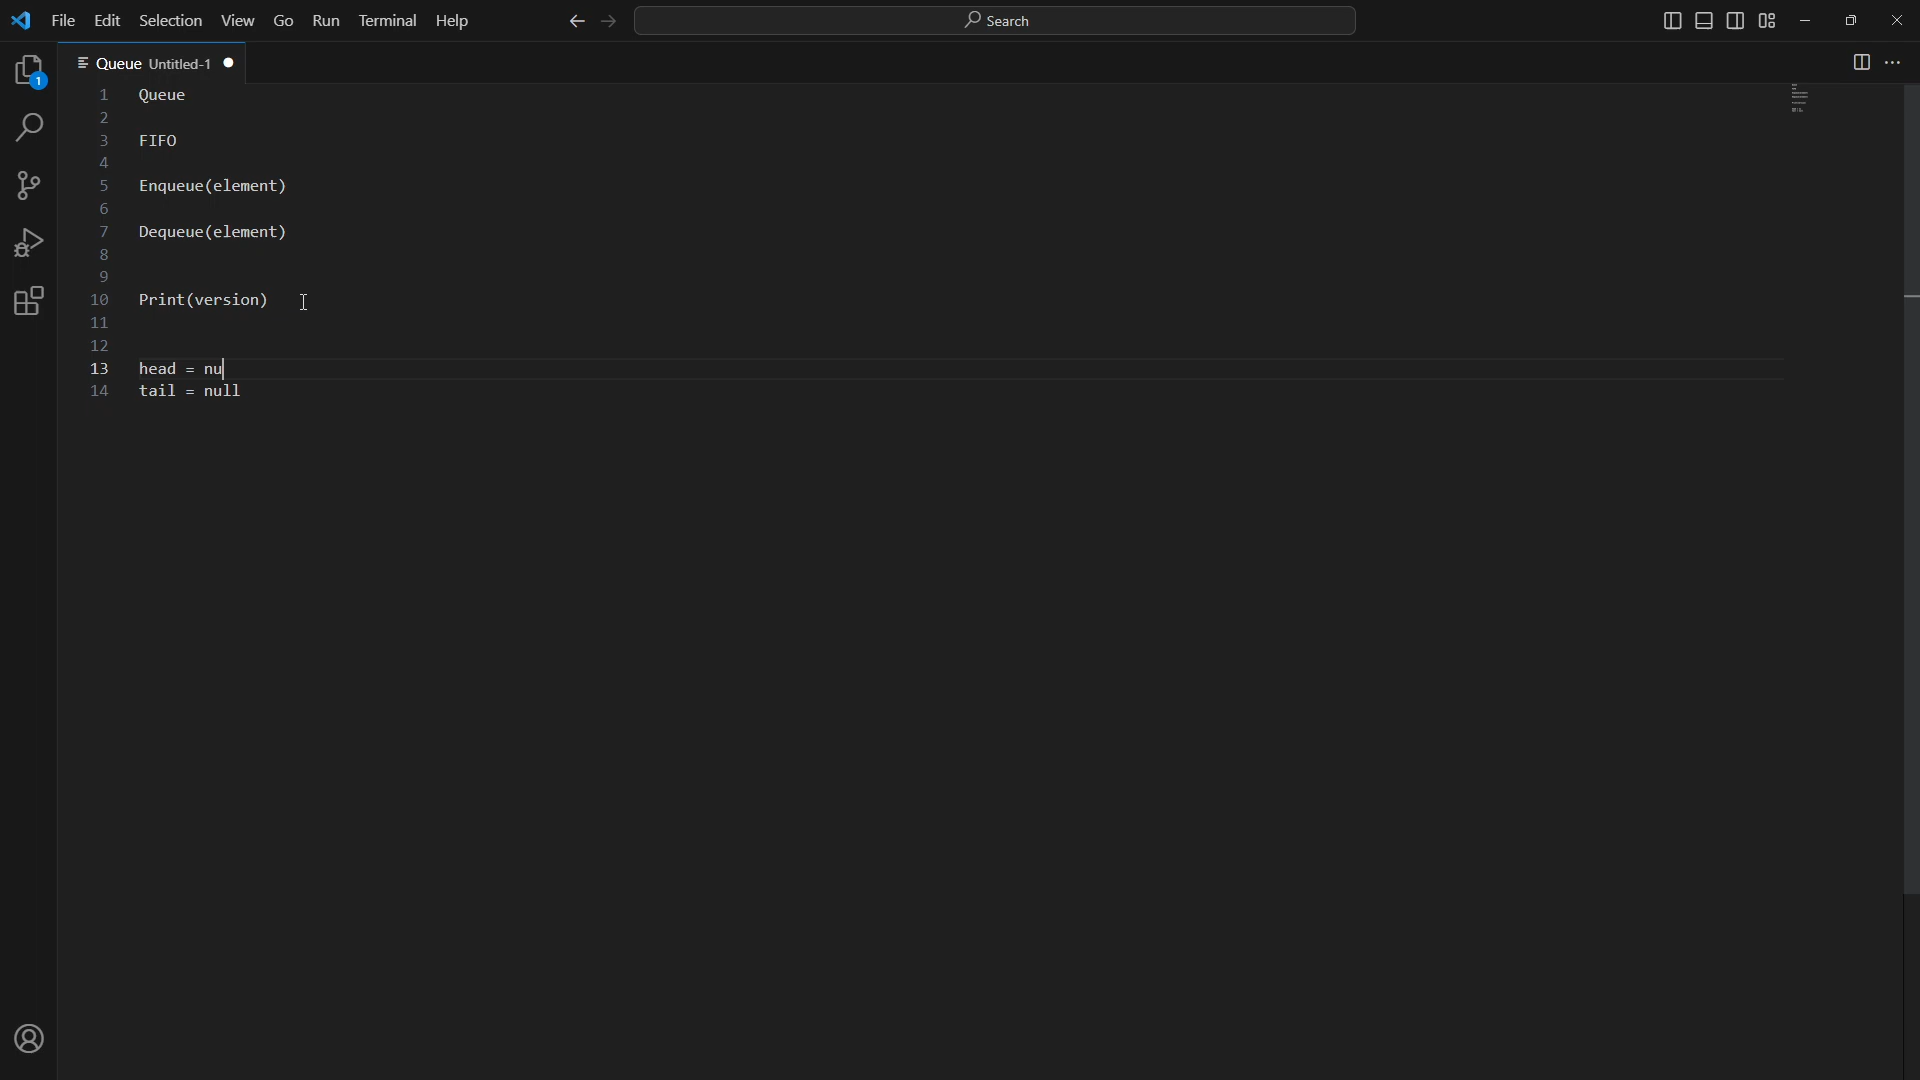 File Edit Selection View Go Run Terminal Help Search
1
Queue Untitled-1
1 Queue
2
3 FIFO
4
5 Enqueue(element)
6
7 Dequeue(element)
8
9
10 Print(version)
11
12
13 head = nu
14 tail = null